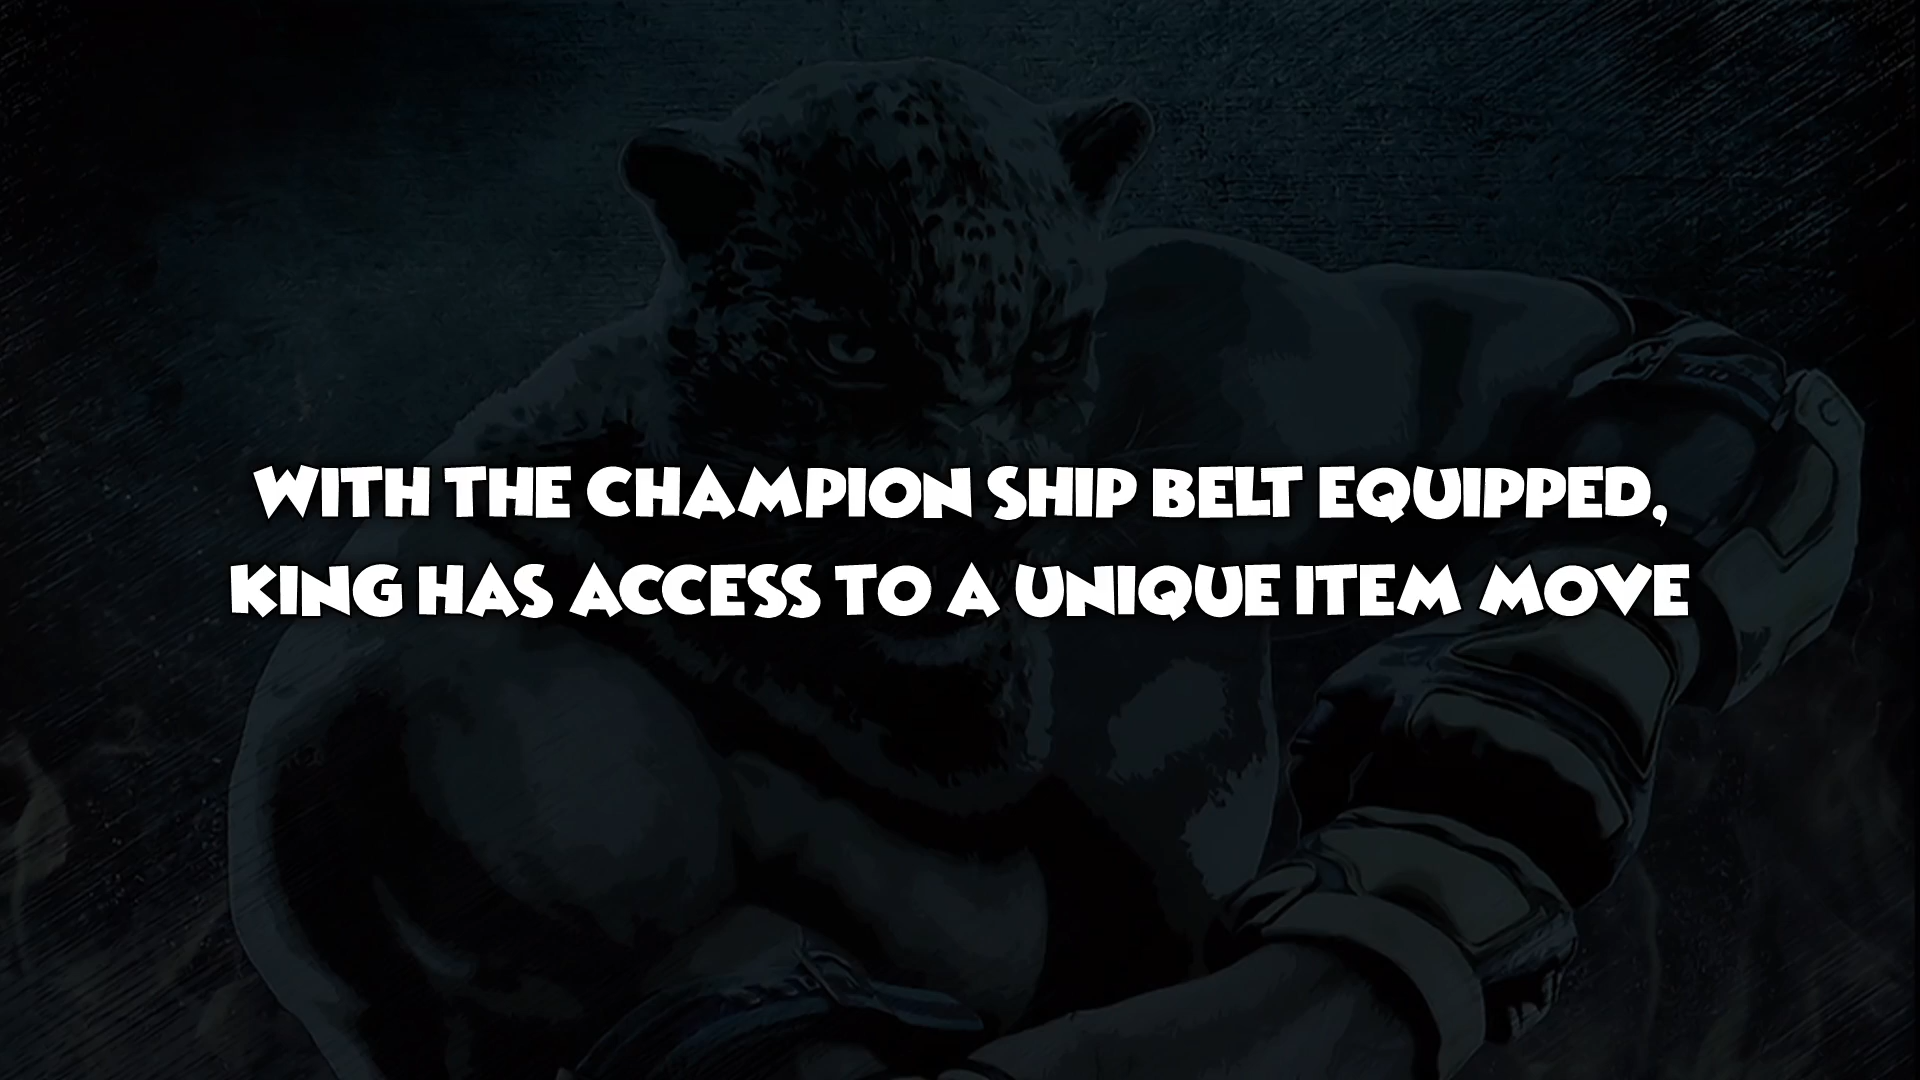 WITH THE CHAMPION SHIP BELT EQUIPPED,
KING HAS ACCESS TO A UNIQUE ITEM MOVE